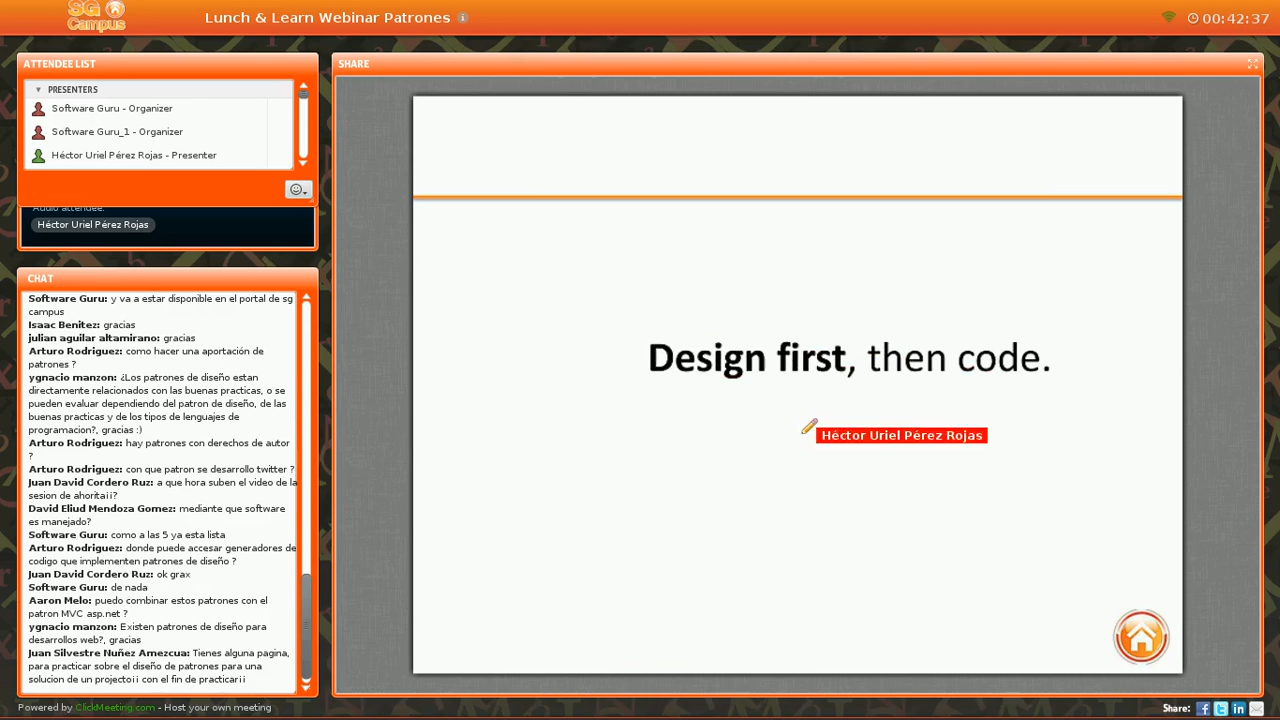 SG
Campus
Lunch & Learn Webinar Patrones
00:42:37
ATTENDEE LIST
PRESENTERS
Software Guru - Organizer
Software Guru_1 - Organizer
Héctor Uriel Pérez Rojas - Presenter
Audio attendee:
Héctor Uriel Pérez Rojas
CHAT
Software Guru: y va a estar disponible en el portal de sg
campus
Isaac Benitez: gracias
julian aguilar altamirano: gracias
Arturo Rodriguez: como hacer una aportación de
patrones ?
ygnacio manzon: ¿Los patrones de diseño estan
directamente relacionados con las buenas practicas, o se
pueden evaluar dependiendo del patron de diseño, de las
buenas practicas y de los tipos de lenguajes de
programacion?, gracias :)
Arturo Rodriguez: hay patrones con derechos de autor
?
Arturo Rodriguez: con que patron se desarrollo twitter ?
Juan David Cordero Ruz: a que hora suben el video de la
sesion de ahorita¡¡?
David Eliud Mendoza Gomez: mediante que software
es manejado?
Software Guru: como a las 5 ya esta lista
Arturo Rodriguez: donde puede accesar generadores de
codigo que implementen patrones de diseño ?
Juan David Cordero Ruz: ok grax
Software Guru: de nada
Aaron Melo: puedo combinar estos patrones con el
patron MVC asp.net ?
ygnacio manzon: Existen patrones de diseño para
desarrollos web?, gracias
Juan Silvestre Nuñez Amezcua: Tienes alguna pagina,
para practicar sobre el diseño de patrones para una
solucion de un projecto¡¡ con el fin de practicar¡¡
SHARE
Design first, then code.
Héctor Uriel Pérez Rojas
Powered by ClickMeeting.com - Host your own meeting
Share: